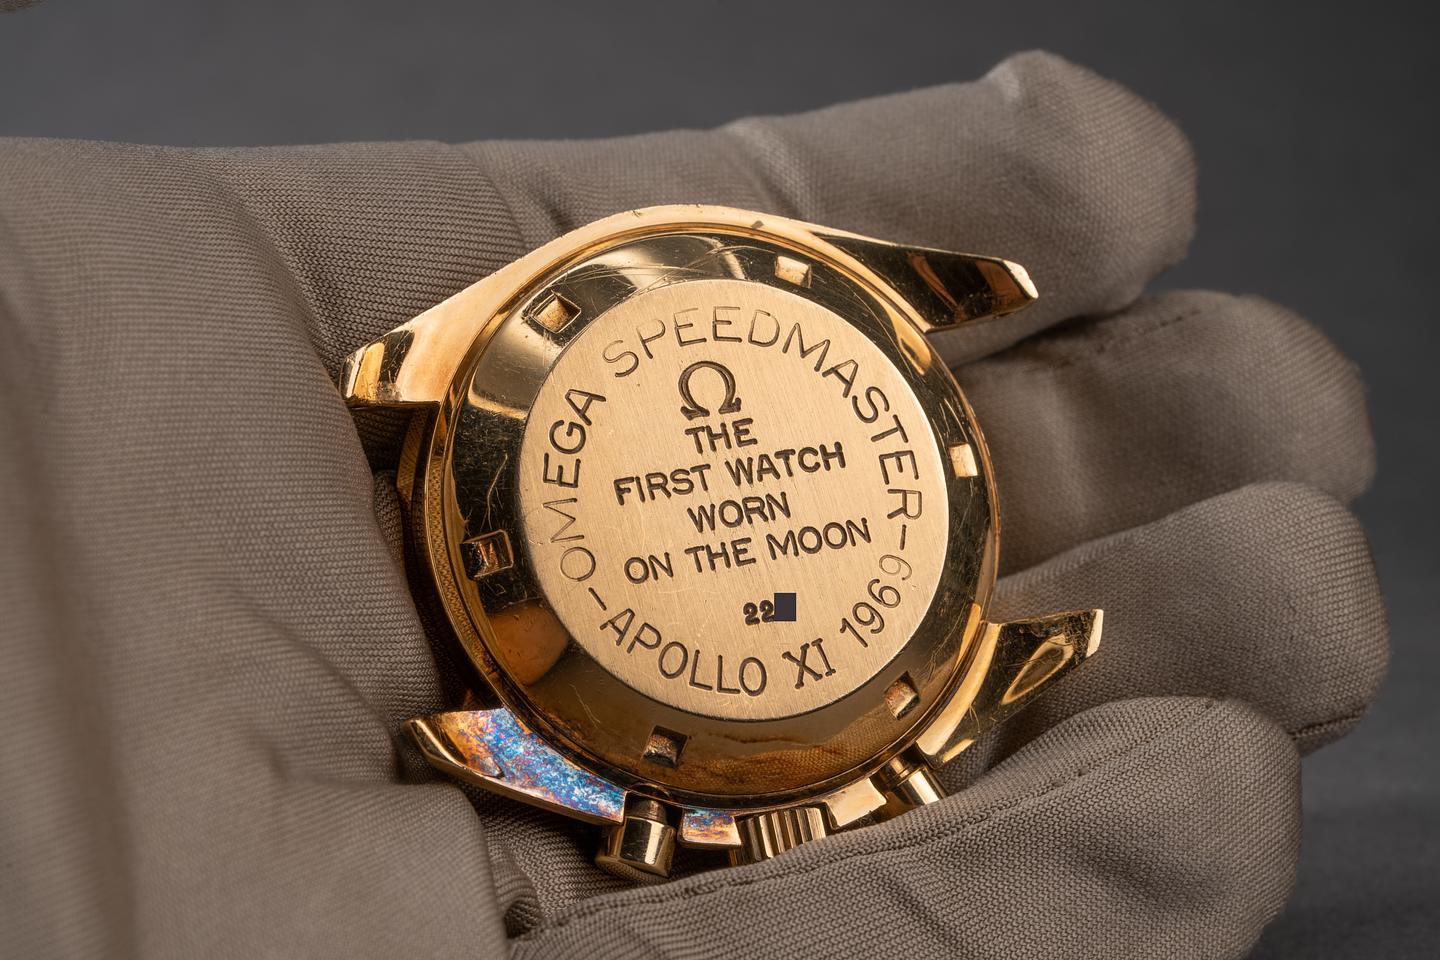 OMEGA SPEEDMASTER
Ω
THE
FIRST WATCH
WORN
ON THE MOON
22
-APOLLO XI 1969-